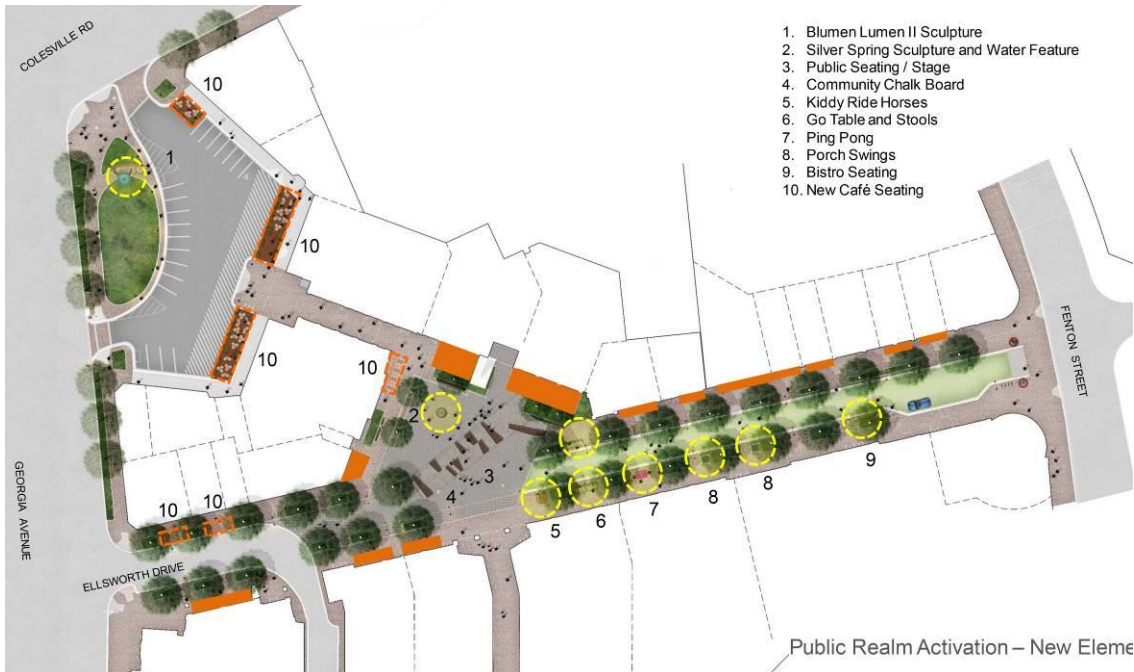 COLESVILLE RD
1. Blumen Lumen II Sculpture
2. Silver Spring Sculpture and Water Feature
3. Public Seating / Stage
4. Community Chalk Board
5. Kiddy Ride Horses
6. Go Table and Stools
7. Ping Pong
8. Porch Swings
9. Bistro Seating
10. New Café Seating
10
1
10
10
10
2
3
4
10
10
5
6
7
8
8
9
FENTON STREET
GEORGIA AVENUE
ELLSWORTH DRIVE
Public Realm Activation – New Eleme